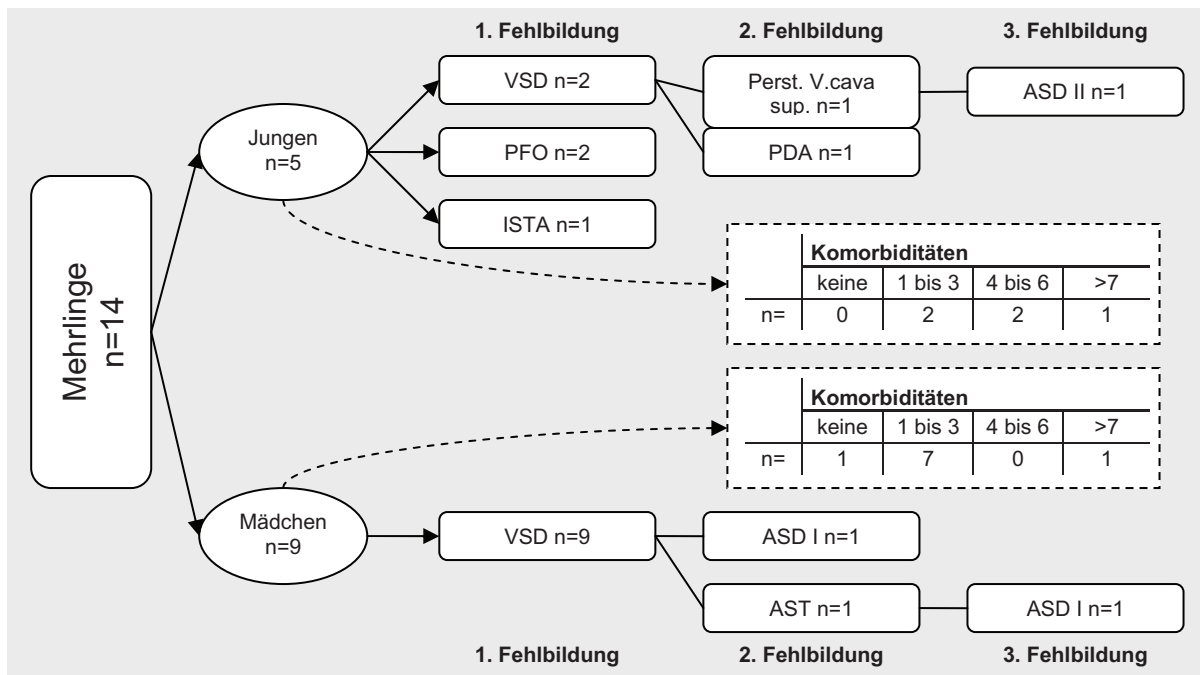 1. Fehlbildung 2. Fehlbildung 3. Fehlbildung
VSD n=2
Perst. V.cava
sup. n=1
ASD II n=1
Jungen
n=5
PFO n=2
PDA n=1
ISTA n=1
Mehrlinge
n=14
Komorbiditäten
keine 1 bis 3 4 bis 6 >7
n= 0 2 2 1
Komorbiditäten
keine 1 bis 3 4 bis 6 >7
n= 1 7 0 1
Mädchen
n=9
VSD n=9
ASD I n=1
AST n=1
ASD I n=1
1. Fehlbildung 2. Fehlbildung 3. Fehlbildung